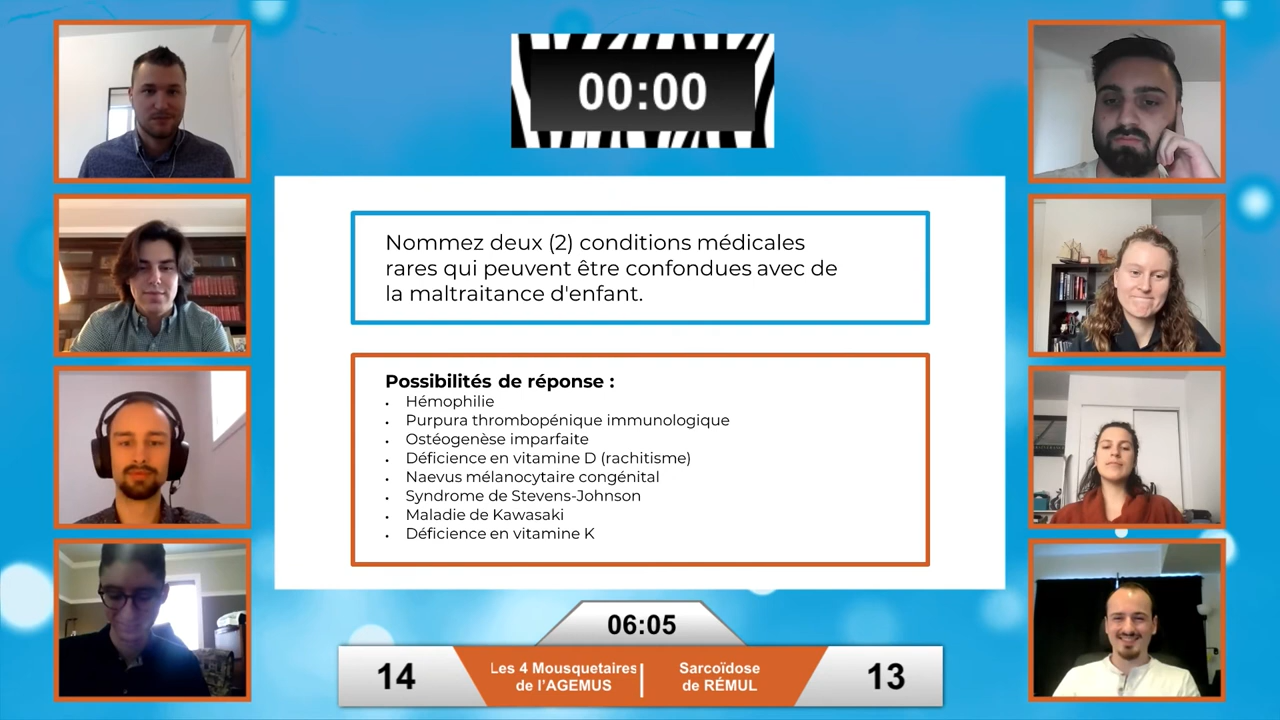 00:00
Nommez deux (2) conditions médicales
rares qui peuvent être confondues avec de
la maltraitance d'enfant.
Possibilités de réponse :
• Hémophilie
• Purpura thrombopénique immunologique
• Ostéogenèse imparfaite
• Déficience en vitamine D (rachitisme)
• Naevus mélanocytaire congénital
• Syndrome de Stevens-Johnson
• Maladie de Kawasaki
• Déficience en vitamine K
06:05
14
Les 4 Mousquetaires
de l'AGEMUS
Sarcoïdose
de RÉMUL
13